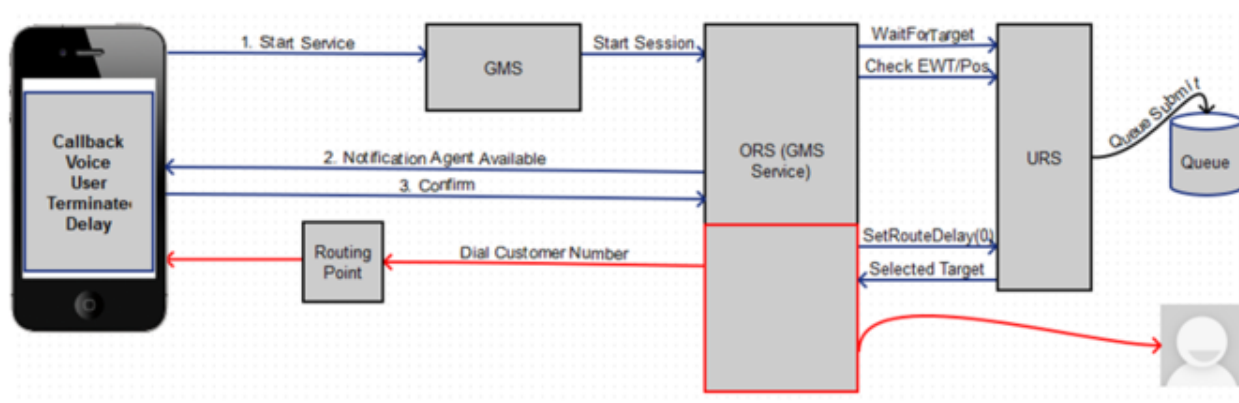 1. Start Service
GMS
Start Session
WaitForTarget
Check EWT/Pos
Queue Submit
Queue
URS
ORS (GMS
Service)
Callback
Voice
User
Terminate
Delay
2. Notification Agent Available
3. Confirm
Routing
Point
Dial Customer Number
SetRouteDelay(0)
Selected Target